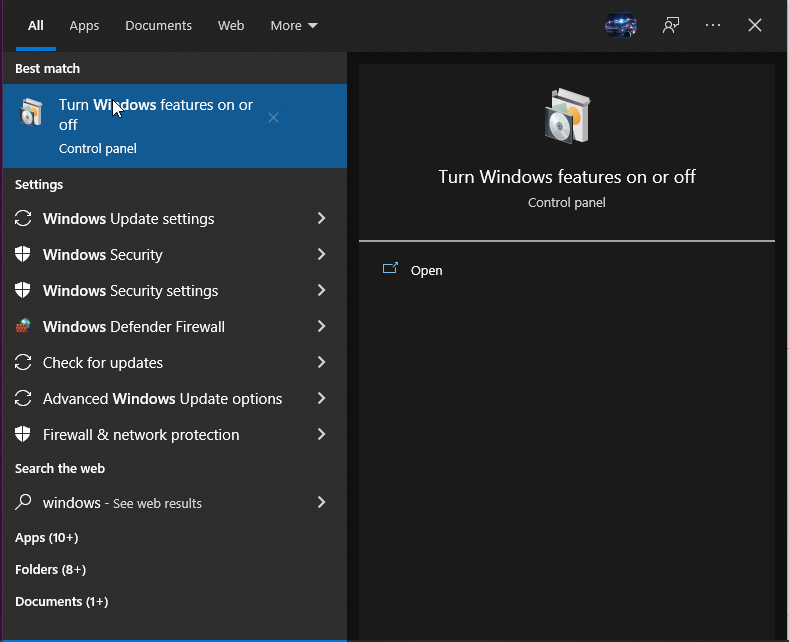 All Apps Documents Web More
Best match
Turn Windows features on or
off
Control panel
Settings
Windows Update settings
Windows Security
Windows Security settings
Windows Defender Firewall
Check for updates
Advanced Windows Update options
Firewall & network protection
Search the web
windows - See web results
Apps (10+)
Folders (8+)
Documents (1+)
Turn Windows features on or off
Control panel
Open